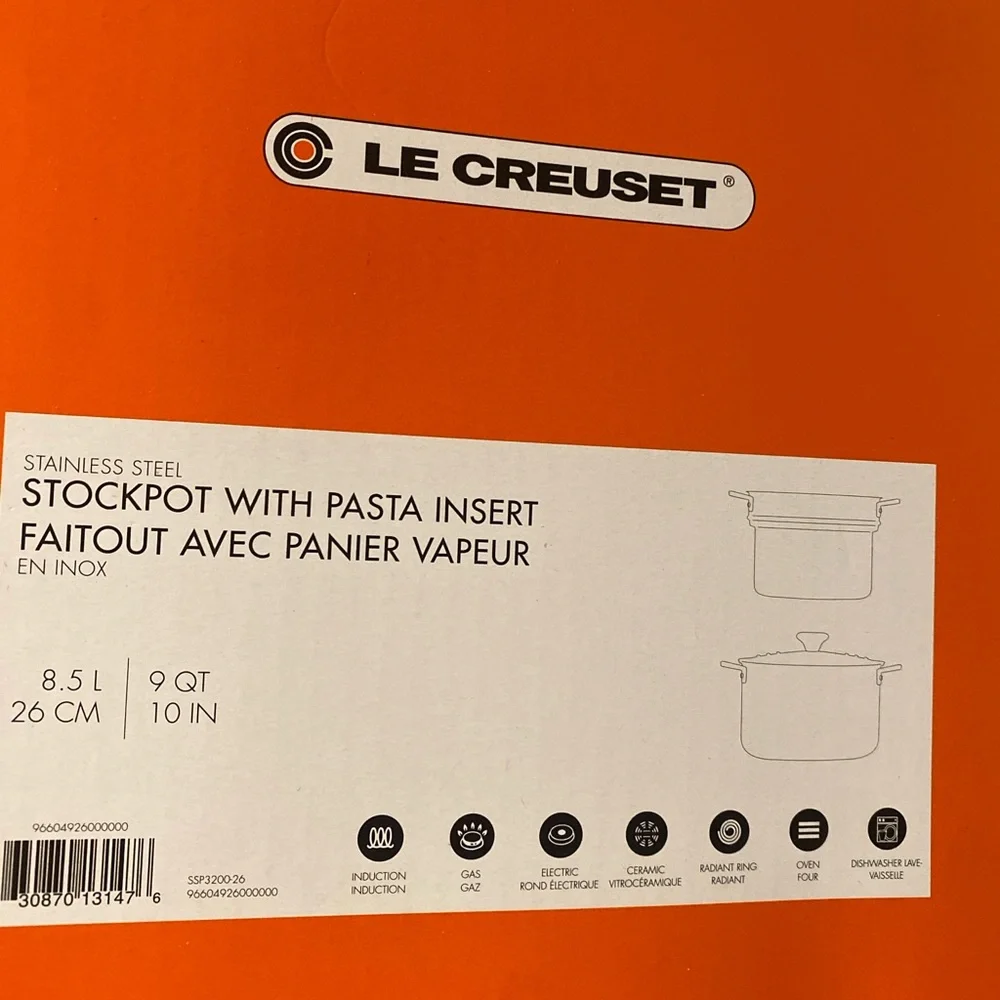 LE CREUSET®
STAINLESS STEEL
STOCKPOT WITH PASTA INSERT
FAITOUT AVEC PANIER VAPEUR
EN INOX
8.5 L | 9 QT
26 CM | 10 IN
96604926000000
30870 13147 6
SSP3200-26
96604926000000
INDUCTION
INDUCTION
GAS
GAZ
ELECTRIC
ROND ÉLECTRIQUE
CERAMIC
VITROCÉRAMIQUE
RADIANT RING
RADIANT
OVEN
FOUR
DISHWASHER LAVE-
VAISSELLE